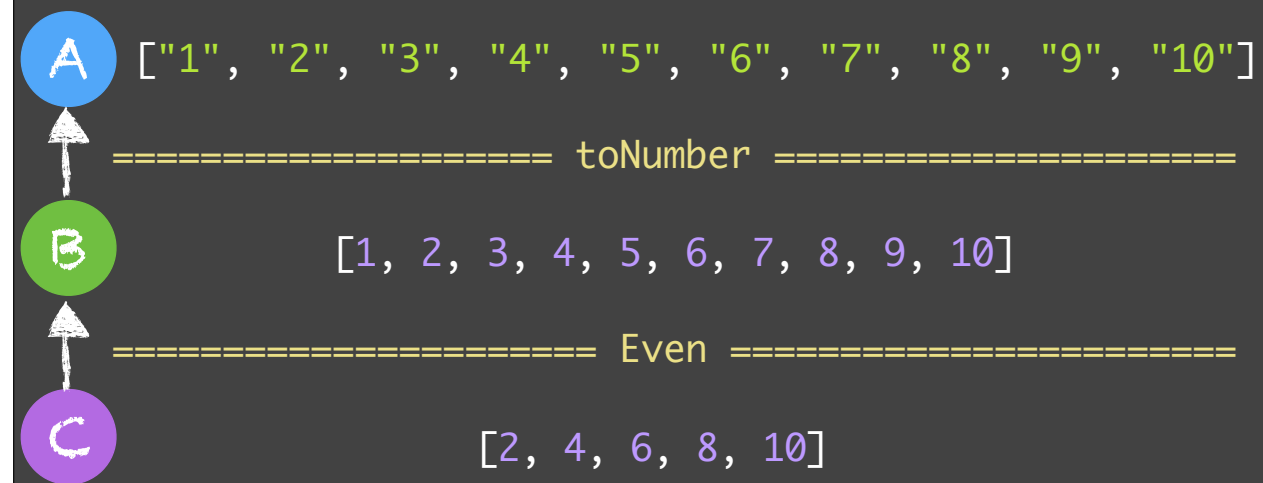 A ["1", "2", "3", "4", "5", "6", "7", "8", "9", "10"]
==================== toNumber =====================
B [1, 2, 3, 4, 5, 6, 7, 8, 9, 10]
====================== Even =======================
C [2, 4, 6, 8, 10]